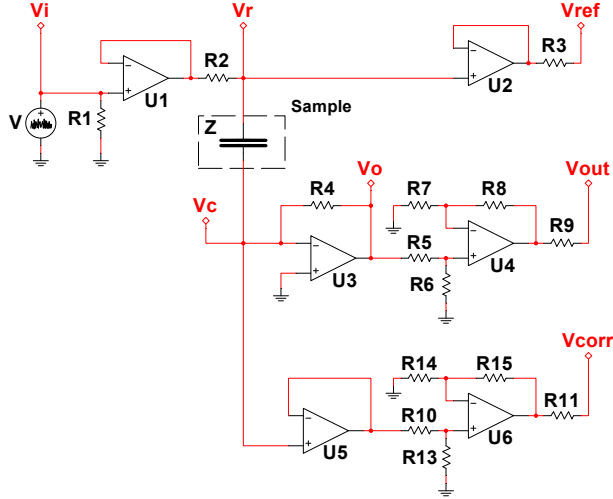 Vi
Vr
Vref
R2
R3
U1
U2
V
R1
Sample
Z
Vo
Vout
R4
R7
R8
Vc
R9
R5
U3
R6
U4
Vcorr
R14
R15
R11
R10
U5
U6
R13